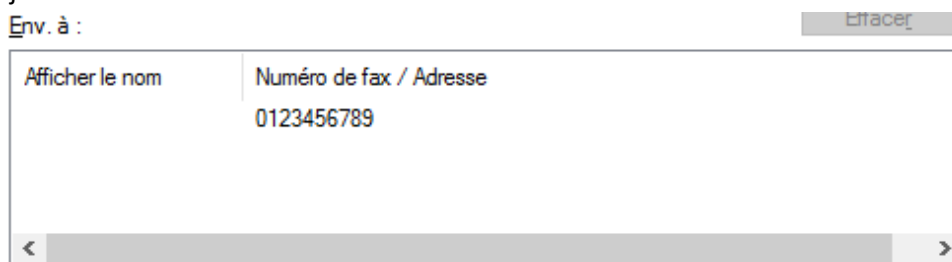 Env. à :
Effacer
Afficher le nom
Numéro de fax / Adresse
0123456789